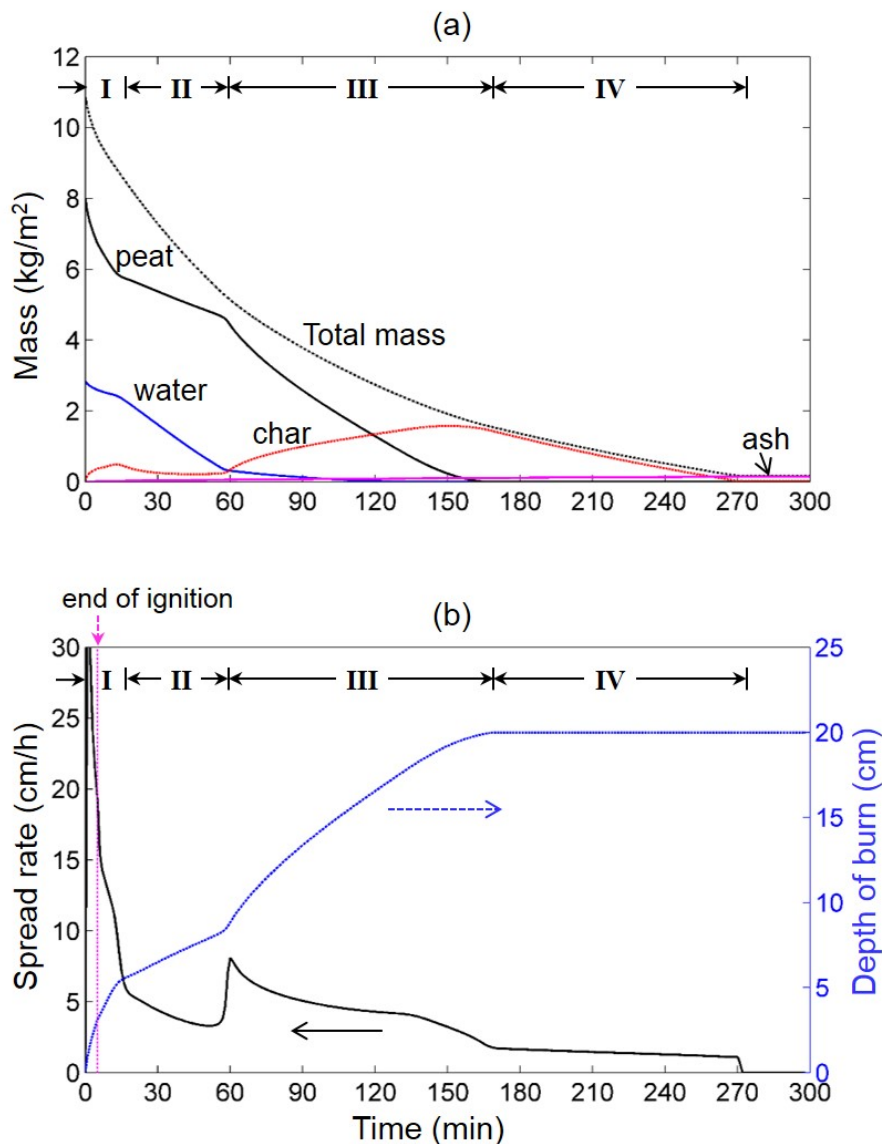 (a)
12
10
8
6
4
2
0
Mass (kg/m²)
I II III IV
peat
Total mass
water
char
ash
0 30 60 90 120 150 180 210 240 270 300
end of ignition
(b)
30
25
20
15
10
5
0
Spread rate (cm/h)
I II III IV
25
20
15
10
5
0
Depth of burn (cm)
0 30 60 90 120 150 180 210 240 270 300
Time (min)